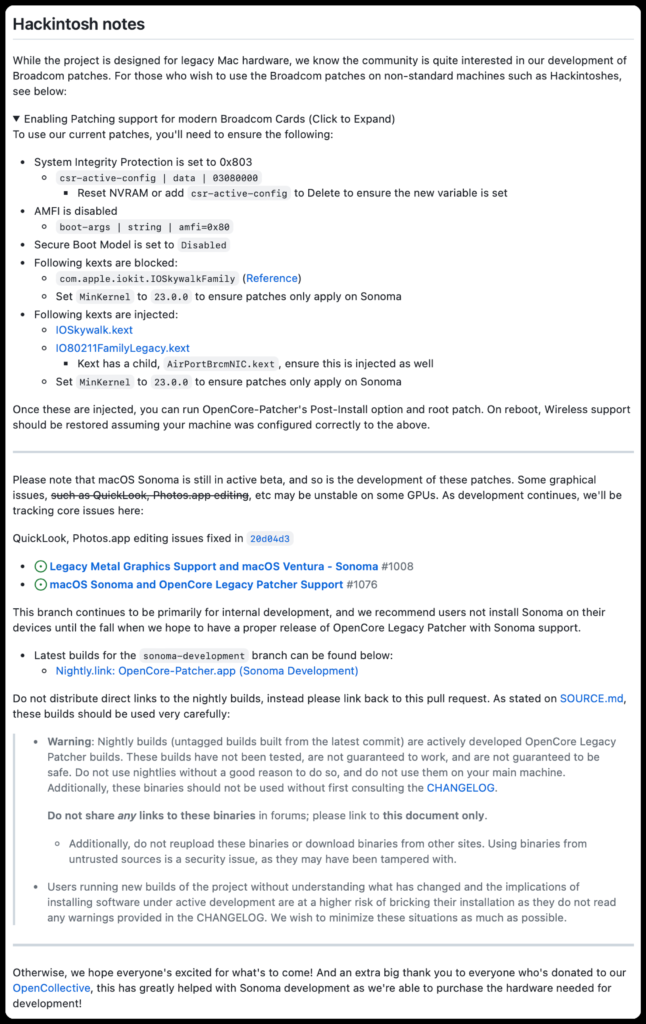 Hackintosh notes
While the project is designed for legacy Mac hardware, we know the community is quite interested in our development of
Broadcom patches. For those who wish to use the Broadcom patches on non-standard machines such as Hackintoshes,
see below:
▼ Enabling Patching support for modern Broadcom Cards (Click to Expand)
To use our current patches, you'll need to ensure the following:
• System Integrity Protection is set to 0x803
csr-active-config | data | 03080000
Reset NVRAM or add csr-active-config to Delete to ensure the new variable is set
• AMFI is disabled
boot-args | string | amfi=0x80
• Secure Boot Model is set to Disabled
• Following kexts are blocked:
com.apple.iokit.IOSkywalkFamily (Reference)
Set MinKernel to 23.0.0 to ensure patches only apply on Sonoma
• Following kexts are injected:
IOSkywalk.kext
IO80211FamilyLegacy.kext
Kext has a child, AirPortBrcmNIC.kext, ensure this is injected as well
Set MinKernel to 23.0.0 to ensure patches only apply on Sonoma
Once these are injected, you can run OpenCore-Patcher's Post-Install option and root patch. On reboot, Wireless support
should be restored assuming your machine was configured correctly to the above.
Please note that macOS Sonoma is still in active beta, and so is the development of these patches. Some graphical
issues, such as QuickLook, Photos.app editing, etc may be unstable on some GPUs. As development continues, we'll be
tracking core issues here:
QuickLook, Photos.app editing issues fixed in 20d04d3
• Legacy Metal Graphics Support and macOS Ventura - Sonoma #1008
• macOS Sonoma and OpenCore Legacy Patcher Support #1076
This branch continues to be primarily for internal development, and we recommend users not install Sonoma on their
devices until the fall when we hope to have a proper release of OpenCore Legacy Patcher with Sonoma support.
• Latest builds for the sonoma-development branch can be found below:
Nightly.link: OpenCore-Patcher.app (Sonoma Development)
Do not distribute direct links to the nightly builds, instead please link back to this pull request. As stated on SOURCE.md,
these builds should be used very carefully:
• Warning: Nightly builds (untagged builds built from the latest commit) are actively developed OpenCore Legacy
Patcher builds. These builds have not been tested, are not guaranteed to work, and are not guaranteed to be
safe. Do not use nightlies without a good reason to do so, and do not use them on your main machine.
Additionally, these binaries should not be used without first consulting the CHANGELOG.
Do not share any links to these binaries in forums; please link to this document only.
Additionally, do not reupload these binaries or download binaries from other sites. Using binaries from
untrusted sources is a security issue, as they may have been tampered with.
• Users running new builds of the project without understanding what has changed and the implications of
installing software under active development are at a higher risk of bricking their installation as they do not read
any warnings provided in the CHANGELOG. We wish to minimize these situations as much as possible.
Otherwise, we hope everyone's excited for what's to come! And an extra big thank you to everyone who's donated to our
OpenCollective, this has greatly helped with Sonoma development as we're able to purchase the hardware needed for
development!